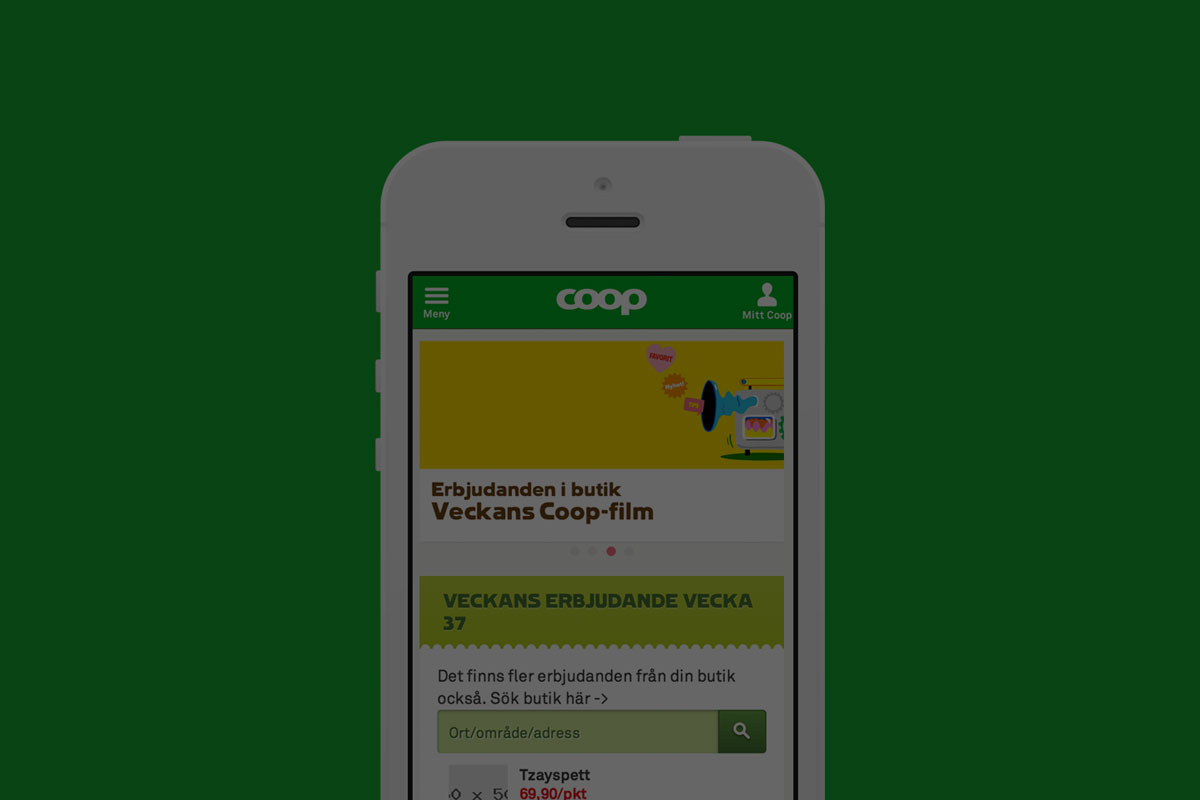 coop
Meny
Mitt Coop
FAVORIT
Nyhet!
TIPS
Erbjudanden i butik
Veckans Coop-film
VECKANS ERBJUDANDE VECKA
37
Det finns fler erbjudanden från din butik
också. Sök butik här ->
Ort/område/adress
Tzayspett
69,90/pkt